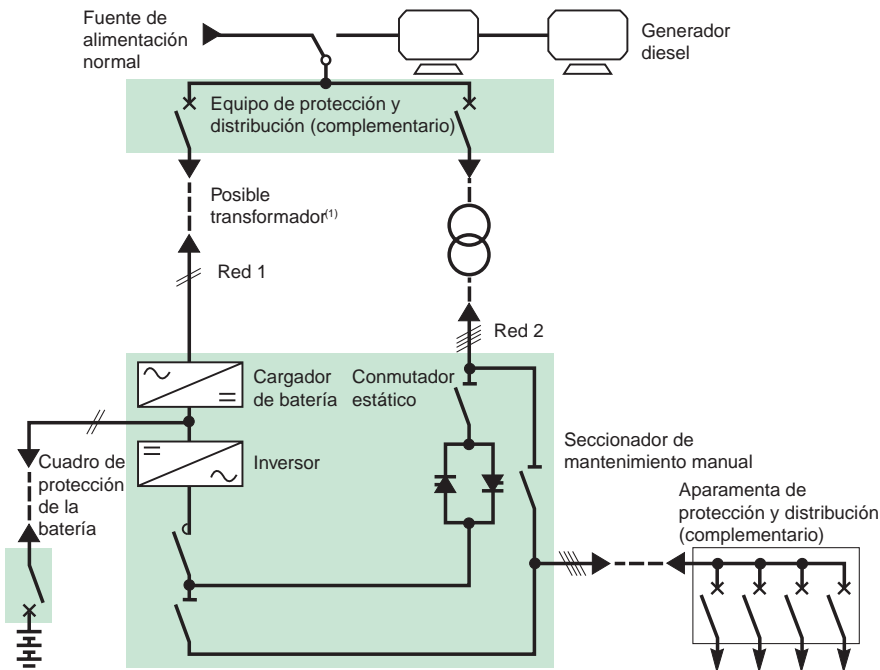 Fuente de
alimentación
normal
Generador
diesel
Equipo de protección y
distribución (complementario)
Posible
transformador(1)
Red 1
Red 2
Cargador
de batería
Conmutador
estático
Cuadro de
protección
de la
batería
Inversor
Seccionador de
mantenimiento manual
Aparamenta de
protección y distribución
(complementario)